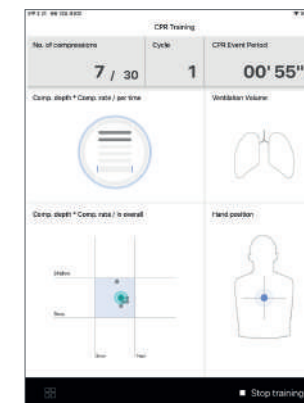 CPR Training
No. of compressions
Cycle
CPR Event Period
7 / 30
1
00' 55"
Comp. depth * Comp. rate / per time
Ventilation Volume
Comp. depth * Comp. rate / in overall
Hand position
Stop training